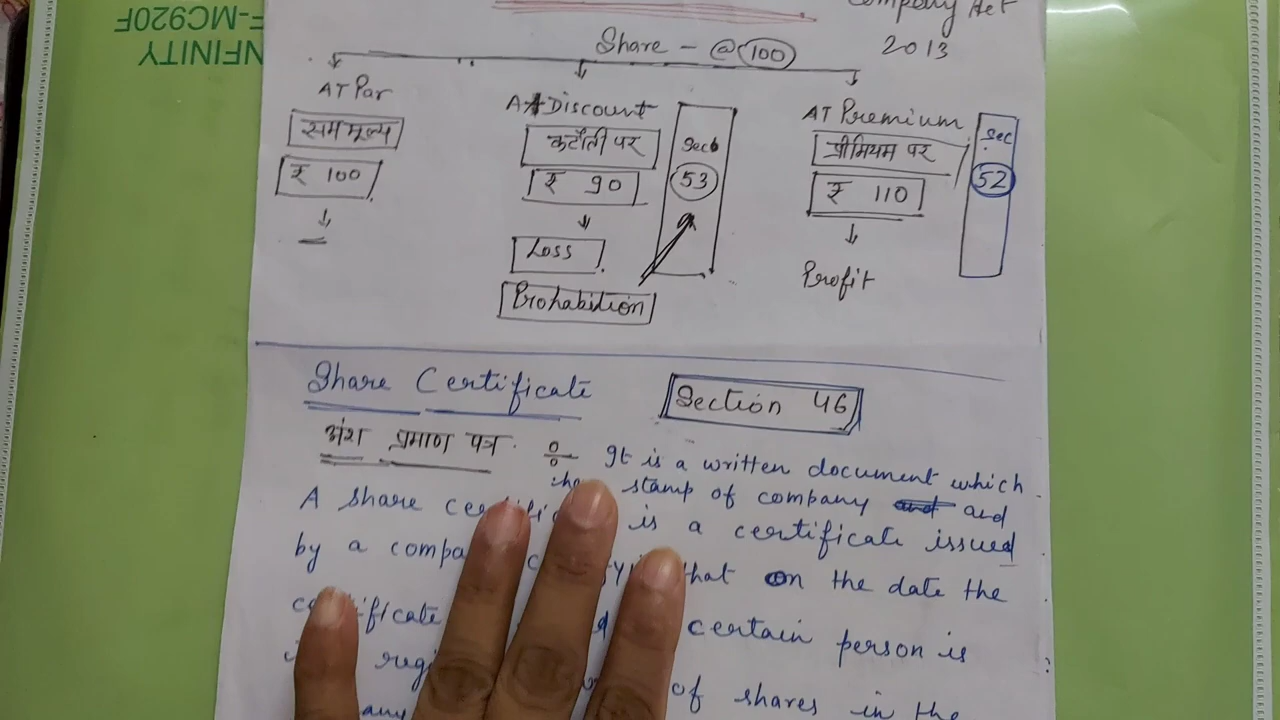 INFINITY
F-MC920F
Company Act
2013
Share - @ 100
AT Par
सममूल्य
₹ 100
At Discount
कटौती पर
₹ 90
Loss
Prohabition
Sec
53
AT Premium
प्रीमियम पर
₹ 110
Profit
Sec
52
Share Certificate
Section 46
अंश प्रमाण पत्र
It is a written document which
stamp of company and
A share is a certificate issued
by a that on the date the
certain person is
of shares in the